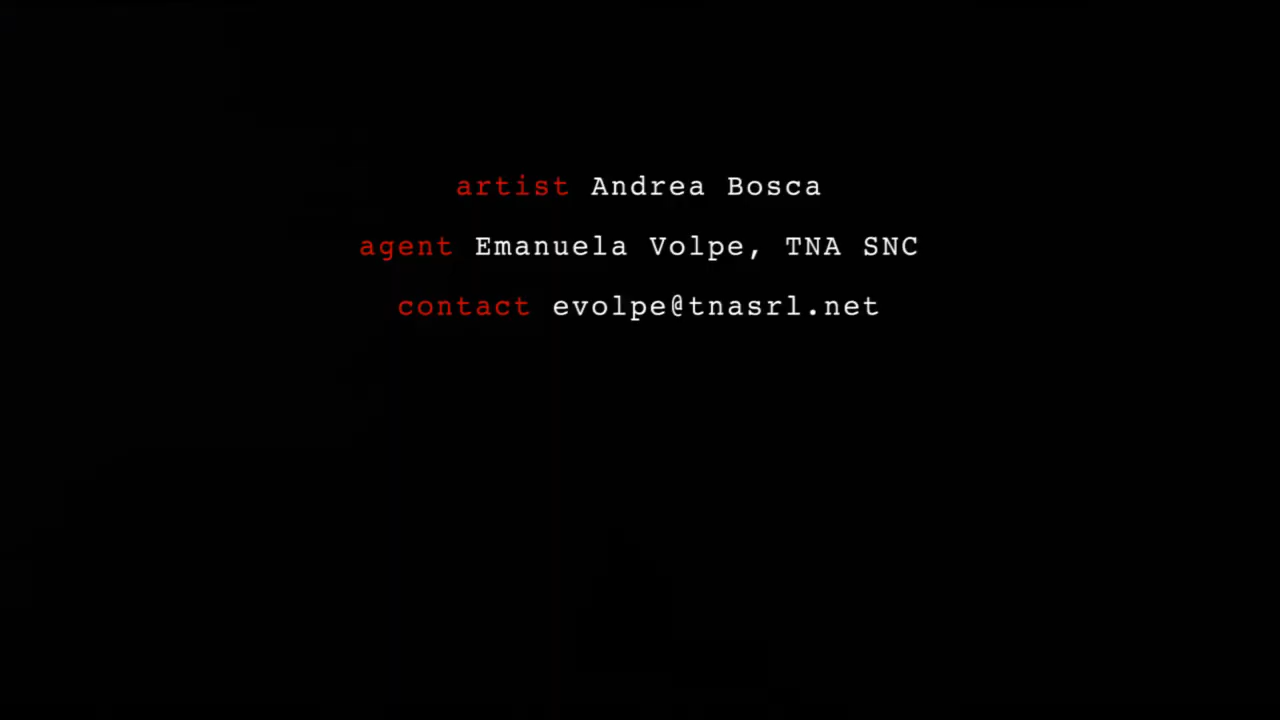 artist Andrea Bosca
agent Emanuela Volpe, TNA SNC
contact evolpe@tnasrl.net